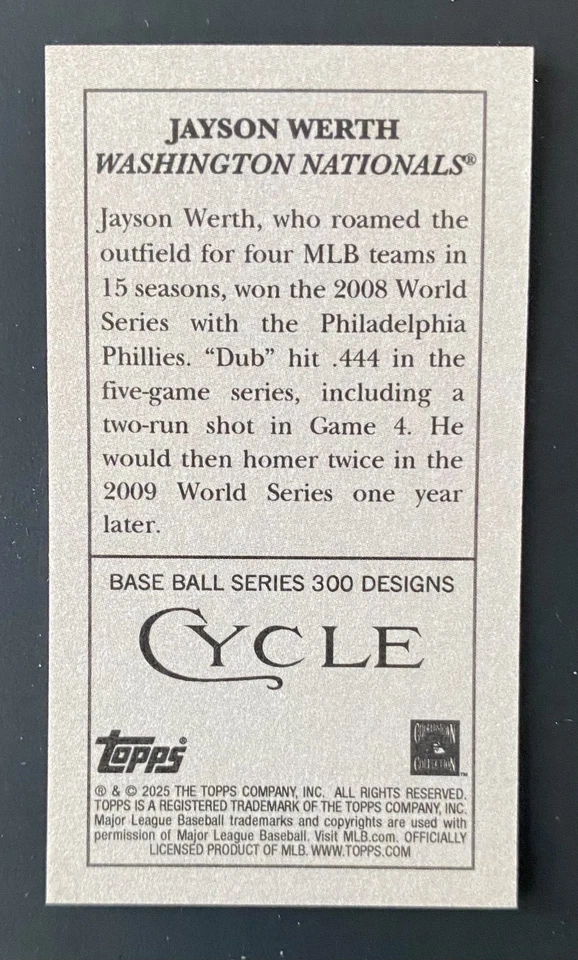 JAYSON WERTH
WASHINGTON NATIONALS®
Jayson Werth, who roamed the
outfield for four MLB teams in
15 seasons, won the 2008 World
Series with the Philadelphia
Phillies. “Dub” hit .444 in the
five-game series, including a
two-run shot in Game 4. He
would then homer twice in the
2009 World Series one year
later.
BASE BALL SERIES 300 DESIGNS
CYCLE
Topps®
COOPERSTOWN
COLLECTION™
® & © 2025 THE TOPPS COMPANY, INC. ALL RIGHTS RESERVED.
TOPPS IS A REGISTERED TRADEMARK OF THE TOPPS COMPANY, INC.
Major League Baseball trademarks and copyrights are used with
permission of Major League Baseball. Visit MLB.com. OFFICIALLY
LICENSED PRODUCT OF MLB. WWW.TOPPS.COM